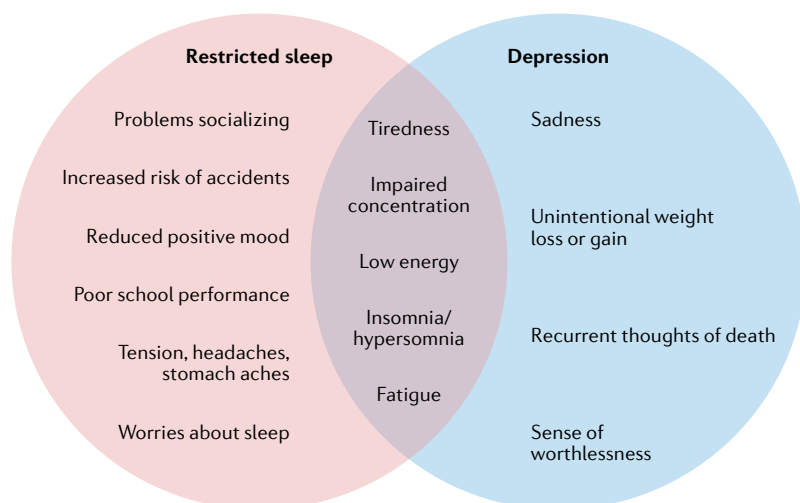 Restricted sleep
Problems socializing
Increased risk of accidents
Reduced positive mood
Poor school performance
Tension, headaches,
stomach aches
Worries about sleep
Tiredness
Impaired
concentration
Low energy
Insomnia/
hypersomnia
Fatigue
Depression
Sadness
Unintentional weight
loss or gain
Recurrent thoughts of death
Sense of
worthlessness